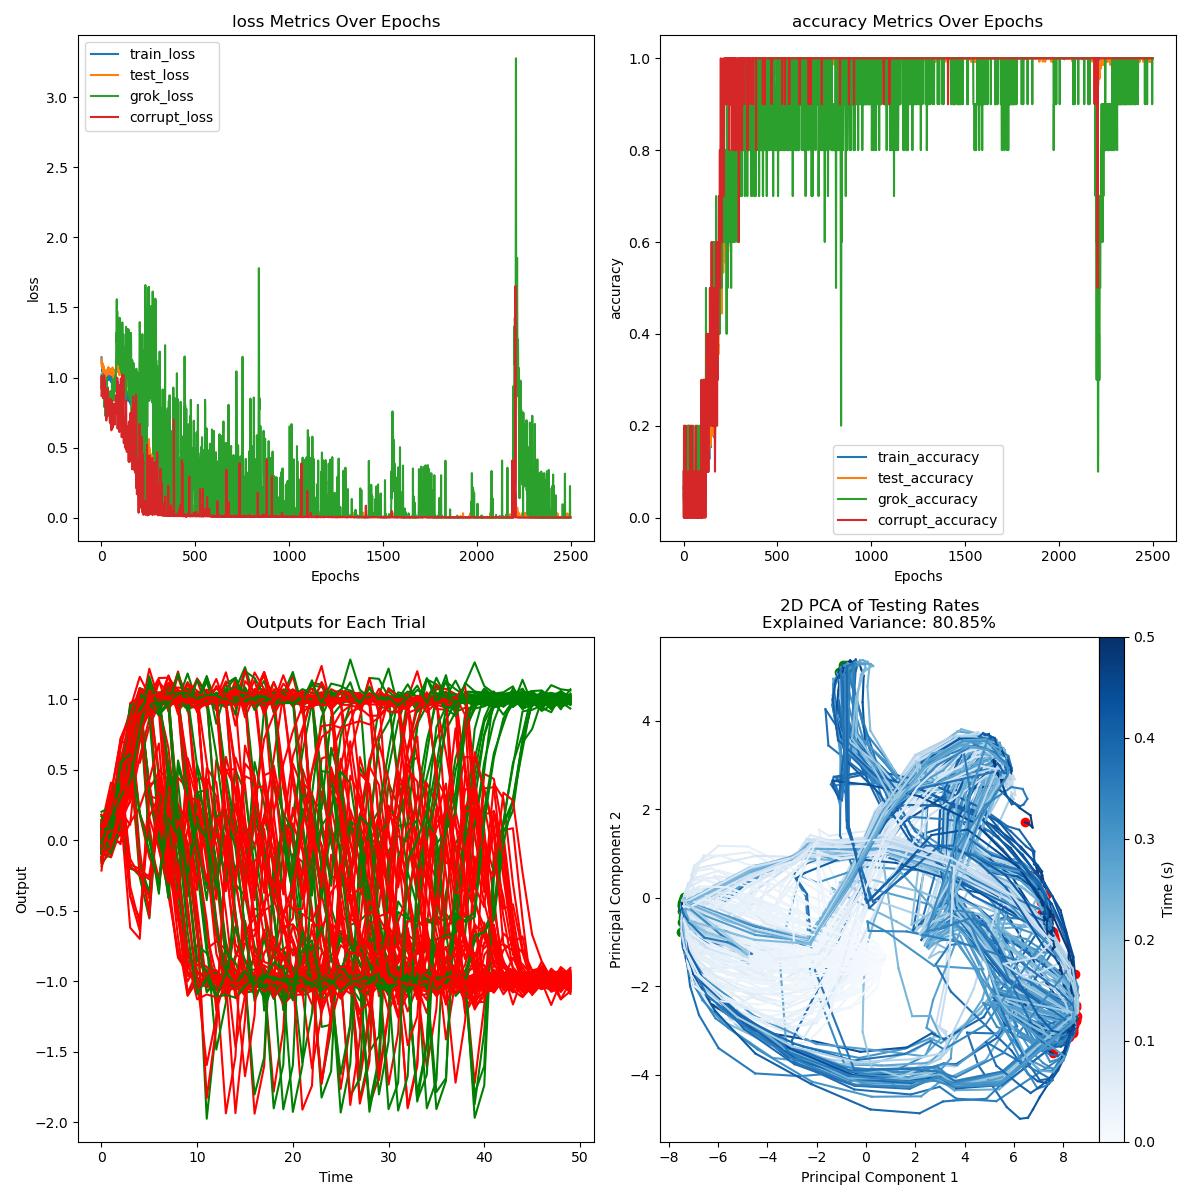 loss Metrics Over Epochs
train_loss
test_loss
grok_loss
corrupt_loss
3.0
2.5
2.0
1.5
1.0
0.5
0.0
loss
0
500
1000
1500
2000
2500
Epochs
accuracy Metrics Over Epochs
1.0
0.8
0.6
0.4
0.2
0.0
accuracy
train_accuracy
test_accuracy
grok_accuracy
corrupt_accuracy
0
500
1000
1500
2000
2500
Epochs
Outputs for Each Trial
1.0
0.5
0.0
−0.5
−1.0
−1.5
−2.0
Output
0
10
20
30
40
50
Time
2D PCA of Testing Rates
Explained Variance: 80.85%
4
2
0
−2
−4
Principal Component 2
−8
−6
−4
−2
0
2
4
6
8
Principal Component 1
0.5
0.4
0.3
0.2
0.1
0.0
Time (s)